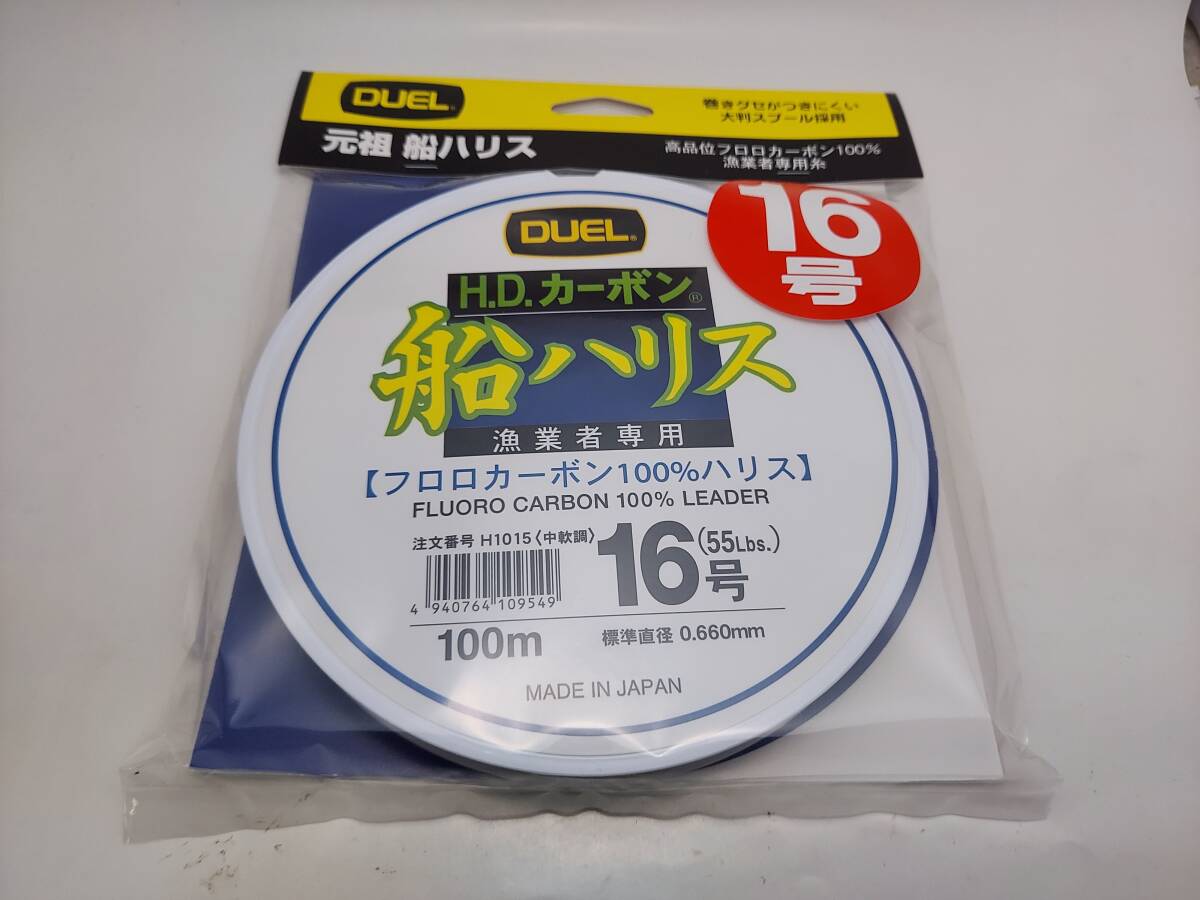 DUEL®
元祖 船ハリス
巻きグセがつきにくい
大判スプール採用
高品位フロロカーボン100%
漁業者専用糸
16
号
DUEL®
H.D.カーボン®
船ハリス
漁業者専用
【フロロカーボン100%ハリス】
FLUORO CARBON 100% LEADER
注文番号 H1015〈中軟調〉
16号(55Lbs.)
4 940764 109549
100m
標準直径 0.660mm
MADE IN JAPAN